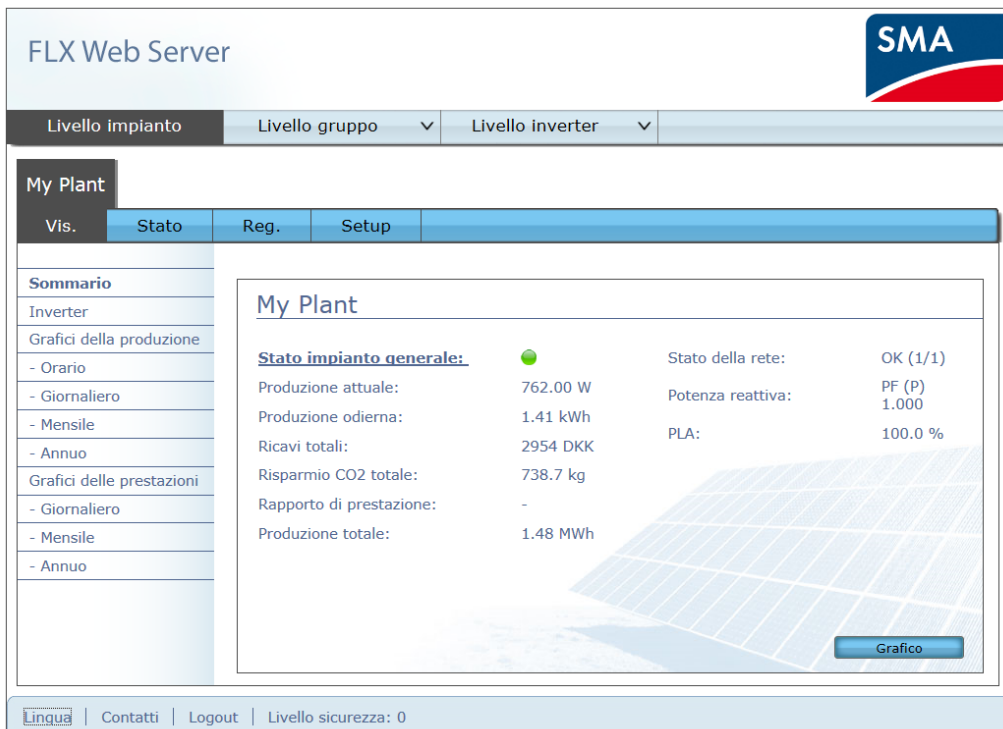 FLX Web Server
SMA
Livello impianto Livello gruppo Livello inverter
My Plant
Vis. Stato Reg. Setup
Sommario
Inverter
Grafici della produzione
- Orario
- Giornaliero
- Mensile
- Annuo
Grafici delle prestazioni
- Giornaliero
- Mensile
- Annuo
My Plant
Stato impianto generale:
Produzione attuale: 762.00 W
Produzione odierna: 1.41 kWh
Ricavi totali: 2954 DKK
Risparmio CO2 totale: 738.7 kg
Rapporto di prestazione: -
Produzione totale: 1.48 MWh
Stato della rete: OK (1/1)
Potenza reattiva: PF (P)
1.000
PLA: 100.0 %
Grafico
Lingua | Contatti | Logout | Livello sicurezza: 0